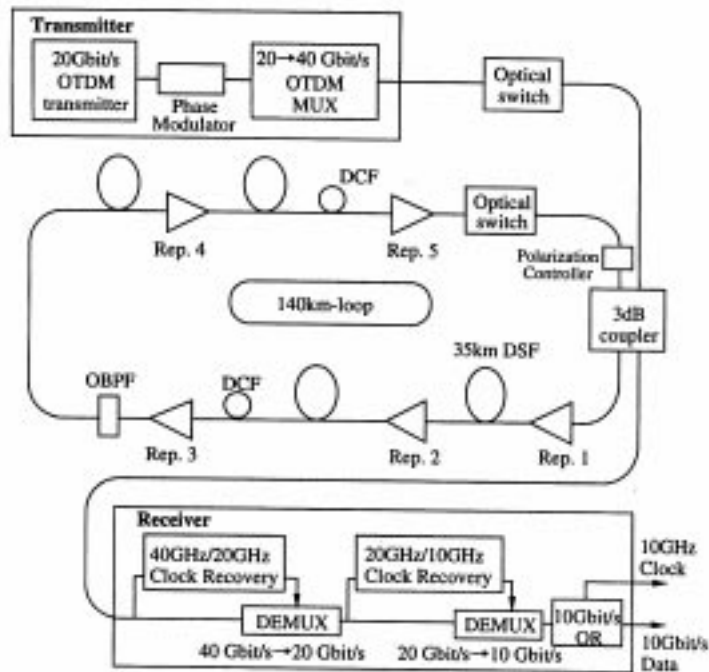 Transmitter
20Gbit/s
OTDM
transmitter
Phase
Modulator
20→40 Gbit/s
OTDM
MUX
Optical
switch
DCF
Rep. 4
Rep. 5
Optical
switch
Polarization
Controller
140km-loop
3dB
coupler
35km DSF
OBPF
DCF
Rep. 3
Rep. 2
Rep. 1
Receiver
40GHz/20GHz
Clock Recovery
20GHz/10GHz
Clock Recovery
10GHz
Clock
DEMUX
DEMUX
10Gbit/s
OR
40 Gbit/s→20 Gbit/s
20 Gbit/s→10 Gbit/s
10Gbit/s
Data